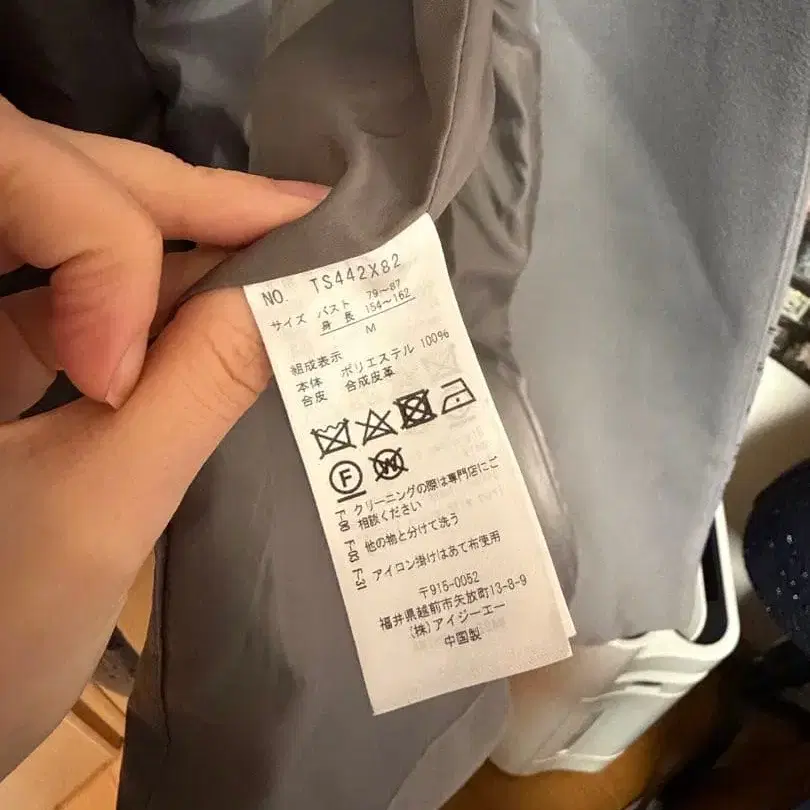 NO. TS442X82
サイズ バスト 79~87
身長 154~162
M
組成表示
本体 ポリエステル 100%
合皮 合成皮革
F W
クリーニングの際は専門店にご
相談ください
他の物と分けて洗う
F-31 アイロン掛けはあて布使用
〒915-0052
福井県越前市矢放町13-8-9
(株)アイジーエー
中国製